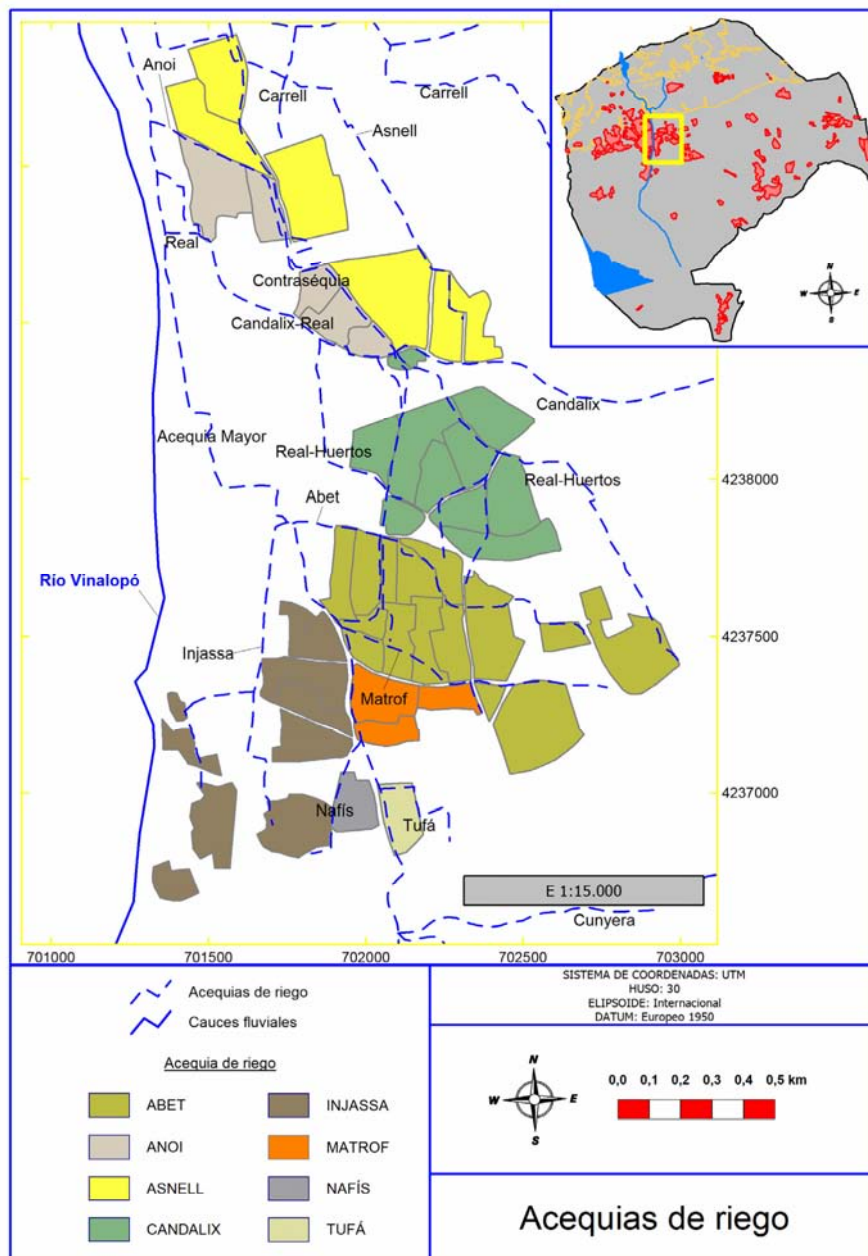 Anoi
Carrell
Carrell
Asnell
Real
Contraséquia
Candalix-Real
Candalix
Acequia Mayor
Real-Huertos
Real-Huertos
Abet
Río Vinalopó
Injassa
Matrof
Nafís
Tufá
Cunyera
E 1:15.000
N
W E
S
4238000
4237500
4237000
701000 701500 702000 702500 703000
Acequias de riego
Cauces fluviales
Acequia de riego
ABET
ANOI
ASNELL
CANDALIX
INJASSA
MATROF
NAFÍS
TUFÁ
SISTEMA DE COORDENADAS: UTM
HUSO: 30
ELIPSOIDE: Internacional
DATUM: Europeo 1950
N
W E
S
0,0 0,1 0,2 0,3 0,4 0,5 km
Acequias de riego